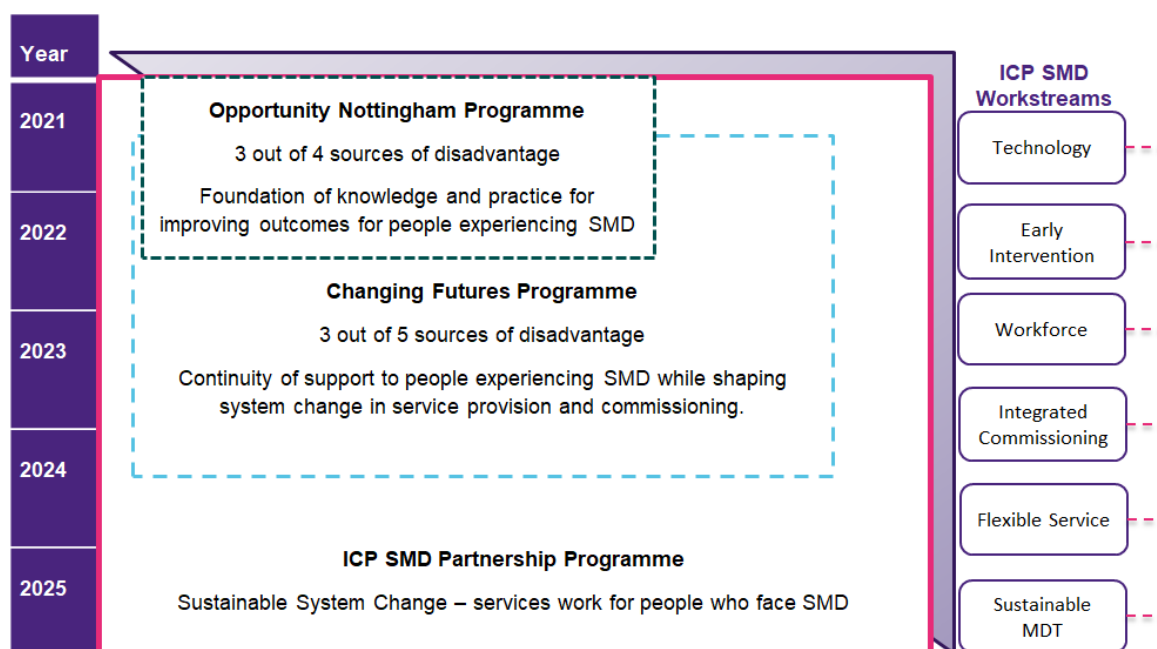 Year
2021
2022
2023
2024
2025
Opportunity Nottingham Programme
3 out of 4 sources of disadvantage
Foundation of knowledge and practice for
improving outcomes for people experiencing SMD
Changing Futures Programme
3 out of 5 sources of disadvantage
Continuity of support to people experiencing SMD while shaping
system change in service provision and commissioning.
ICP SMD Partnership Programme
Sustainable System Change – services work for people who face SMD
ICP SMD
Workstreams
Technology
Early
Intervention
Workforce
Integrated
Commissioning
Flexible Service
Sustainable
MDT